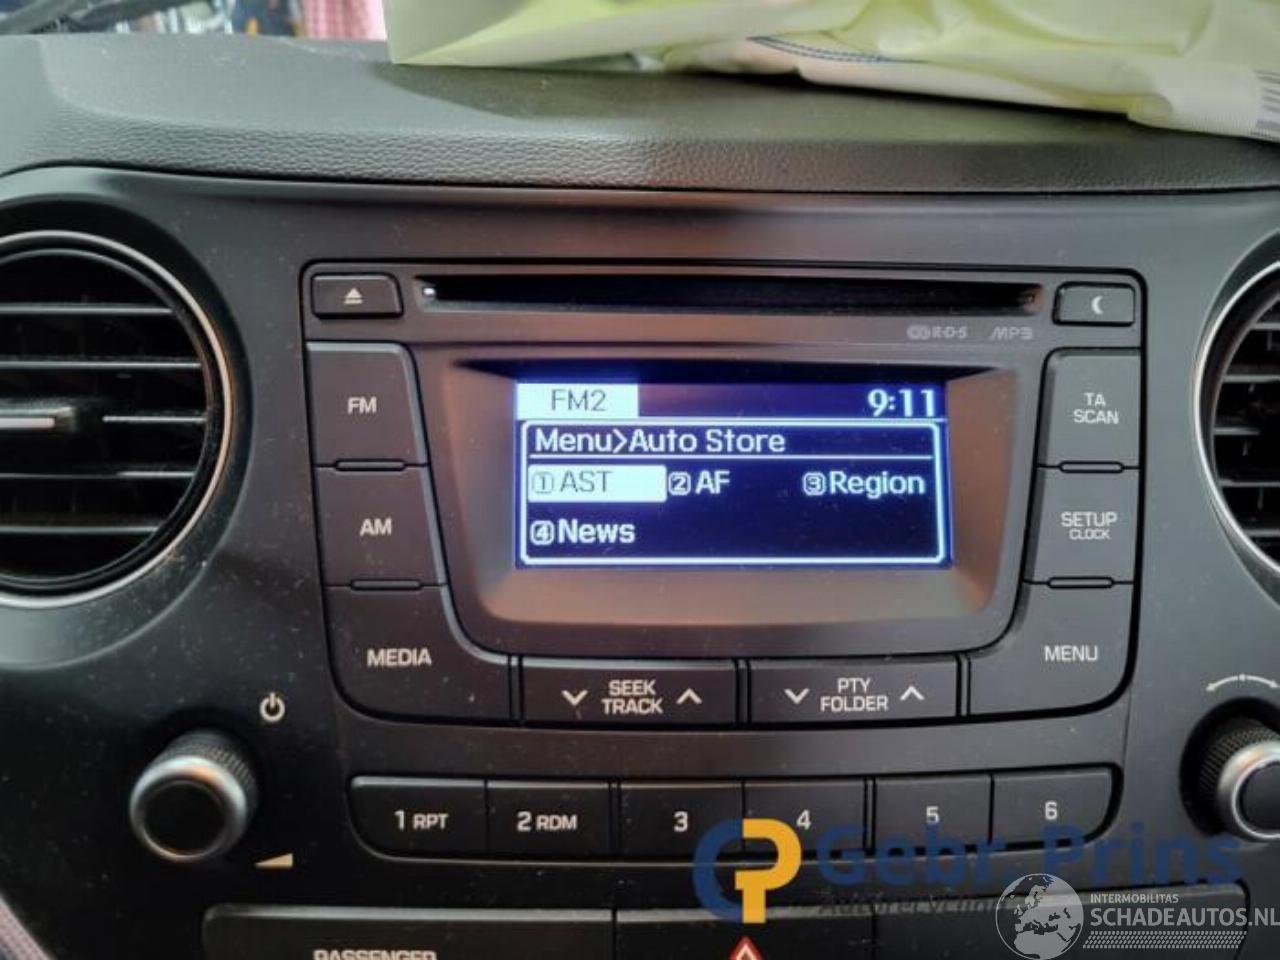 RDS MP3
FM
TA
SCAN
FM2 9:11
Menu>Auto Store
①AST ②AF ③Region
④News
AM
SETUP
CLOCK
MEDIA
MENU
SEEK
TRACK
PTY
FOLDER
1 RPT 2 RDM 3 4 5 6
Gebr. Prins
Autorecycling
INTERMOBILITAS
SCHADEAUTOS.NL
PASSENGER